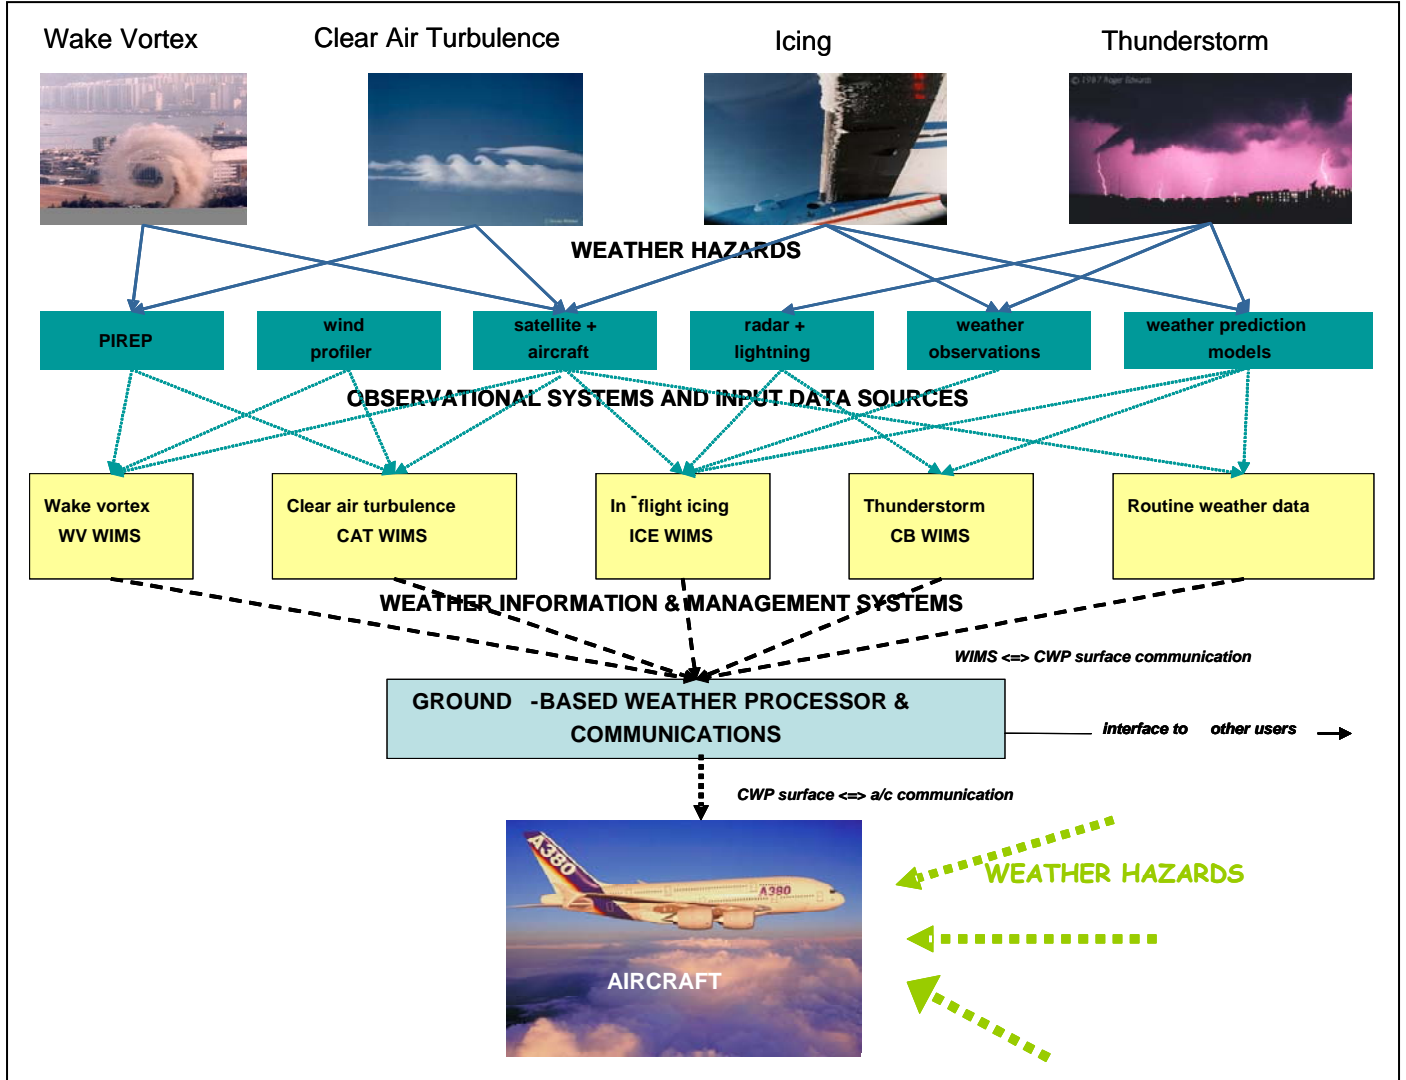 Wake Vortex
Clear Air Turbulence
Icing
Thunderstorm
© 1987 Roger Edwards
WEATHER HAZARDS
PIREP
wind
profiler
satellite +
aircraft
radar +
lightning
weather
observations
weather prediction
models
OBSERVATIONAL SYSTEMS AND INPUT DATA SOURCES
Wake vortex
WV WIMS
Clear air turbulence
CAT WIMS
In-flight icing
ICE WIMS
Thunderstorm
CB WIMS
Routine weather data
WEATHER INFORMATION & MANAGEMENT SYSTEMS
WIMS <=> CWP surface communication
GROUND -BASED WEATHER PROCESSOR &
COMMUNICATIONS
interface to other users
CWP surface <=> a/c communication
A380
A380
AIRCRAFT
WEATHER HAZARDS